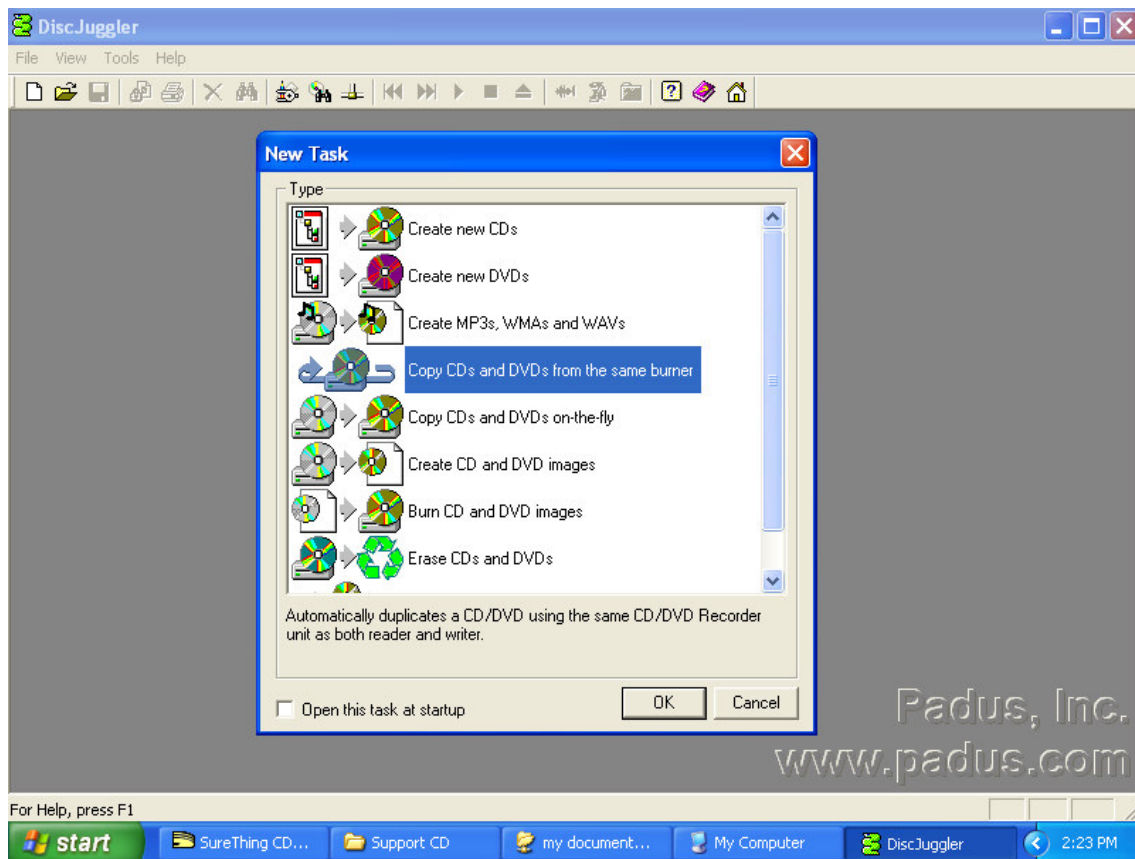 DiscJuggler
File View Tools Help
New Task
Type
Create new CDs
Create new DVDs
Create MP3s, WMAs and WAVs
Copy CDs and DVDs from the same burner
Copy CDs and DVDs on-the-fly
Create CD and DVD images
Burn CD and DVD images
Erase CDs and DVDs
Automatically duplicates a CD/DVD using the same CD/DVD Recorder
unit as both reader and writer.
Open this task at startup
OK Cancel
Padus, Inc.
www.padus.com
For Help, press F1
start SureThing CD... Support CD my document... My Computer DiscJuggler 2:23 PM